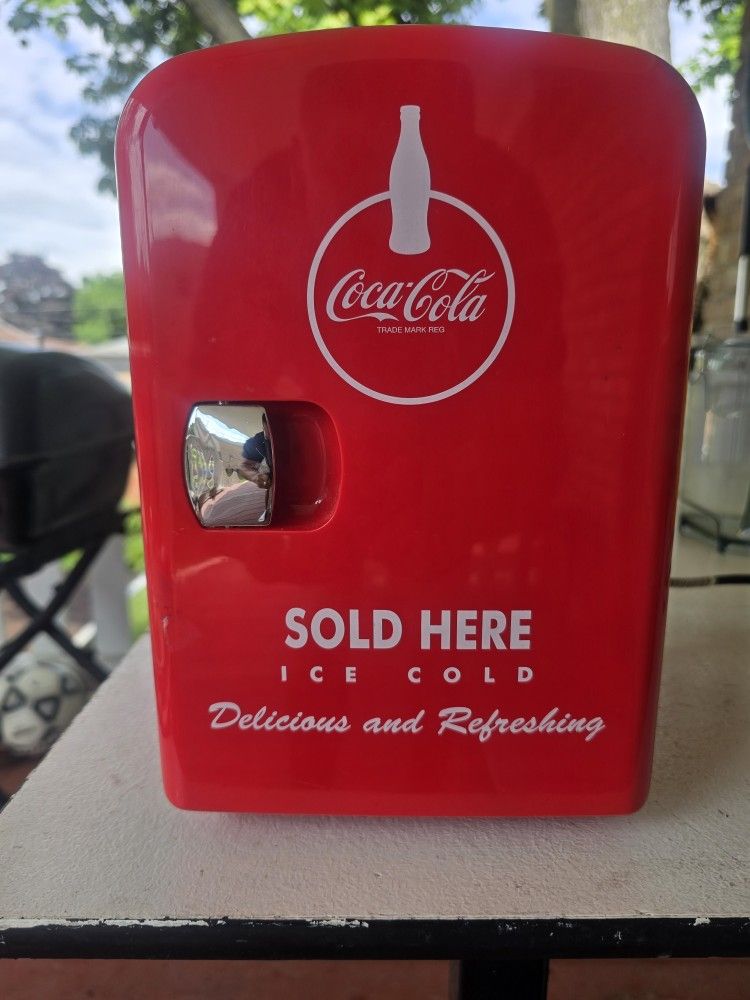 Coca-Cola
TRADE MARK REG
SOLD HERE
ICE COLD
Delicious and Refreshing